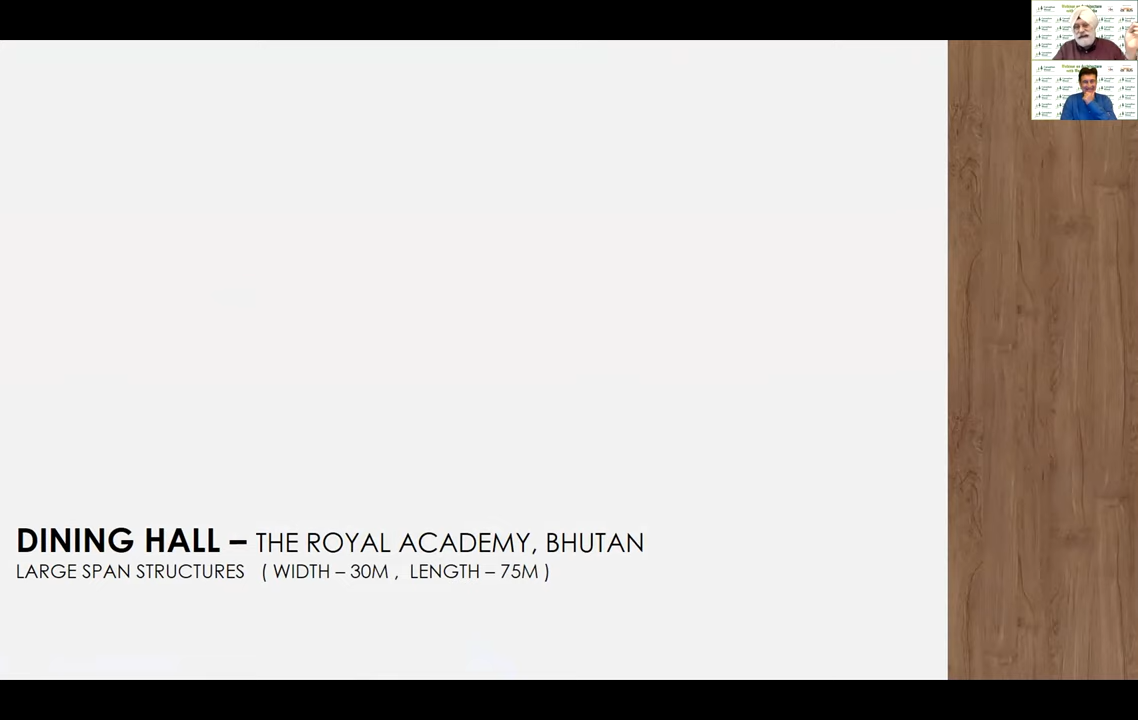 DINING HALL – THE ROYAL ACADEMY, BHUTAN
LARGE SPAN STRUCTURES ( WIDTH – 30M , LENGTH – 75M )